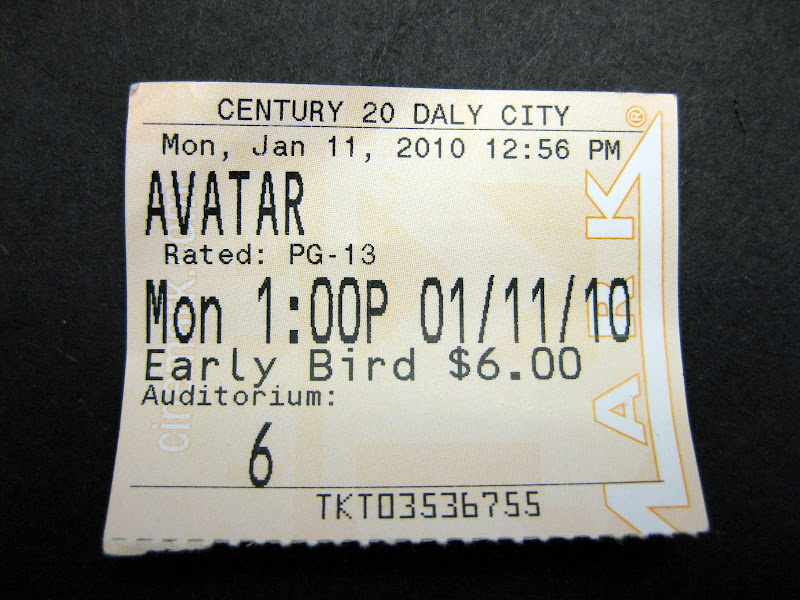 CENTURY 20 DALY CITY
Mon, Jan 11, 2010 12:56 PM
AVATAR
Rated: PG-13
Mon 1:00P 01/11/10
Early Bird $6.00
Auditorium:
6
TKT03536755
ARK®